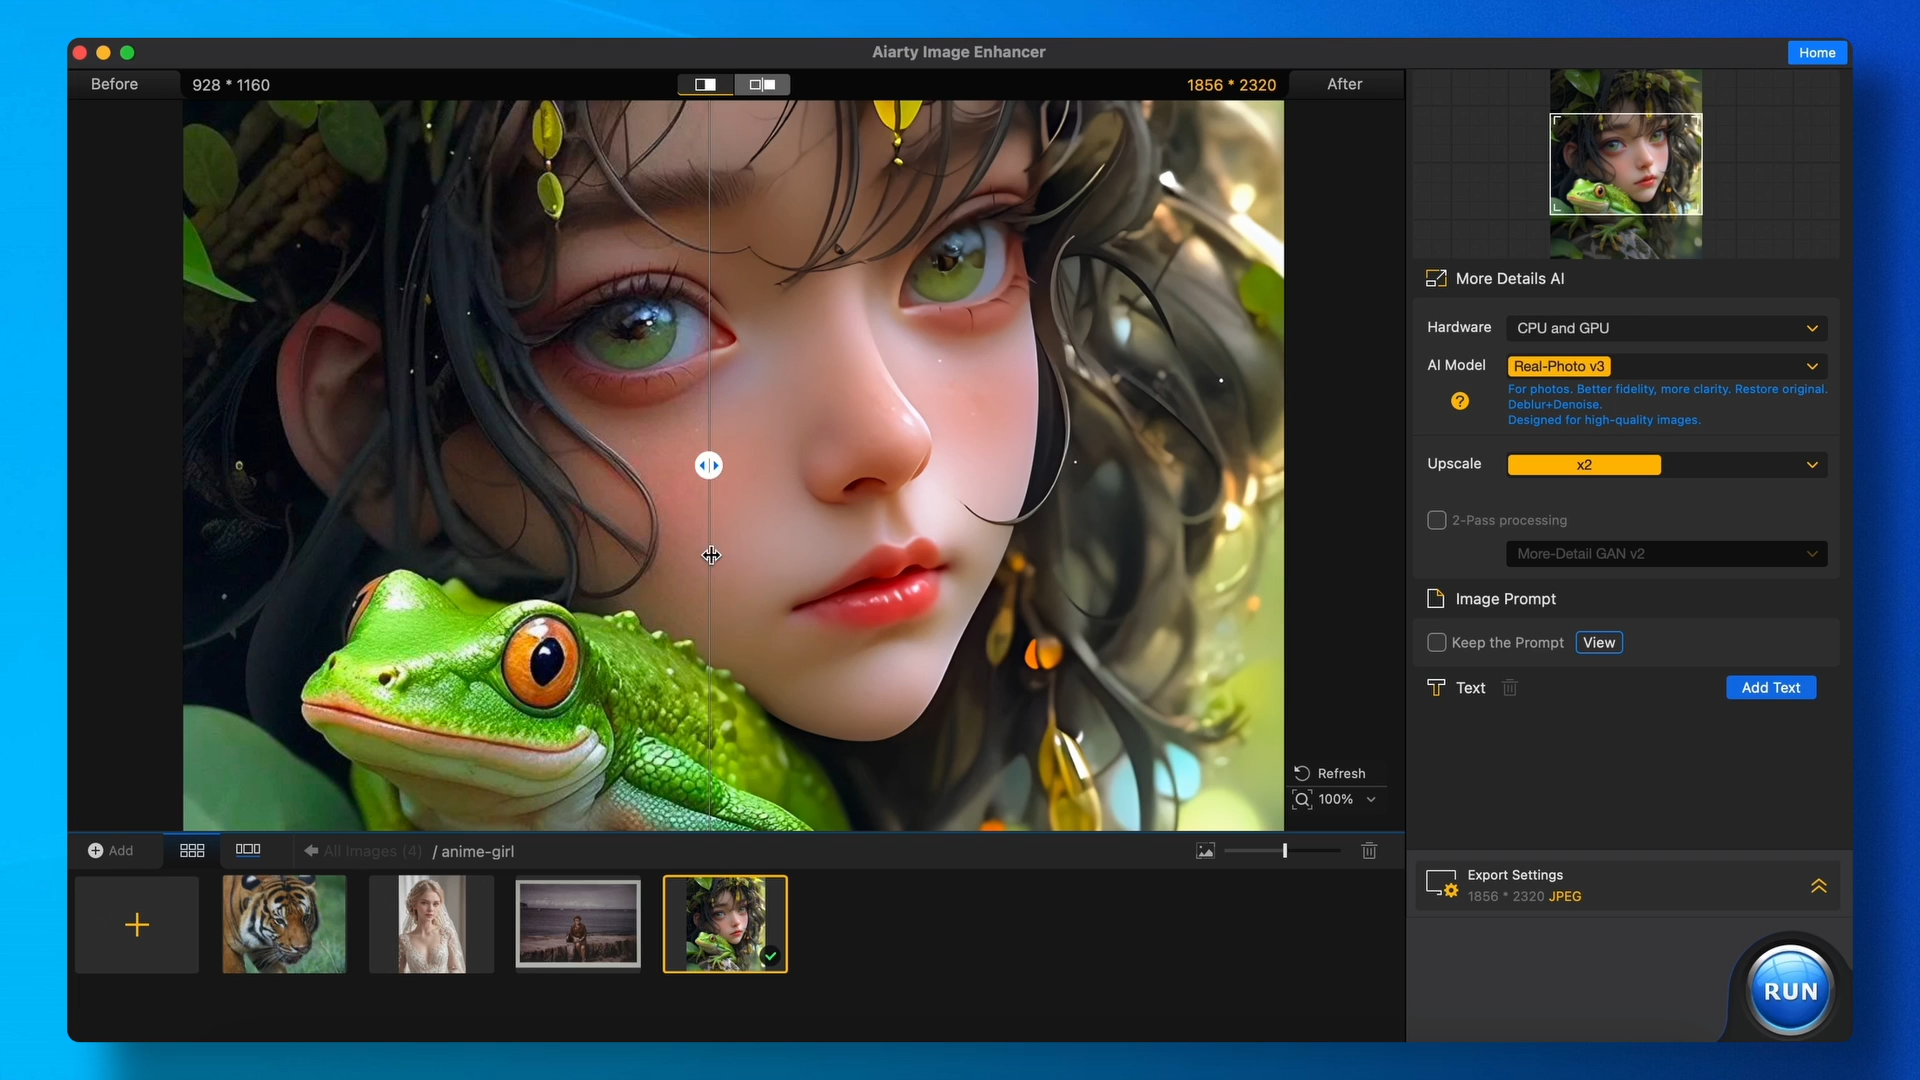 Aiarty Image Enhancer
Home
Before
928 * 1160
1856 * 2320
After
More Details AI
Hardware
CPU and GPU
AI Model
Real-Photo v3
For photos. Better fidelity, more clarity. Restore original.
Deblur+Denoise.
Designed for high-quality images.
?
Upscale
x2
2-Pass processing
More-Detail GAN v2
Image Prompt
Keep the Prompt
View
Text
Add Text
Refresh
100%
Add
All Images (4)
/ anime-girl
Export Settings
1856 * 2320 JPEG
RUN